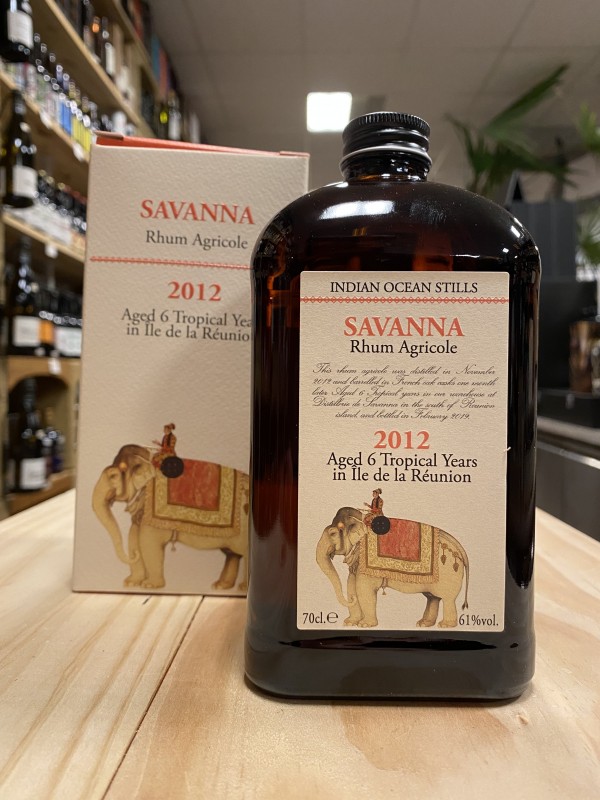 SAVANNA
Rhum Agricole
2012
Aged 6 Tropical Yea
in Île de la Réunio
INDIAN OCEAN STILLS
SAVANNA
Rhum Agricole
This rhum agricole was distilled in November
2012 and barrelled in French oak casks one month
later. Aged 6 Tropical years in our warehouse at
Distillerie de Savanna in the south of Reunion
island, and bottled in February 2019.
2012
Aged 6 Tropical Years
in Île de la Réunion
70cl.℮ 61%vol.